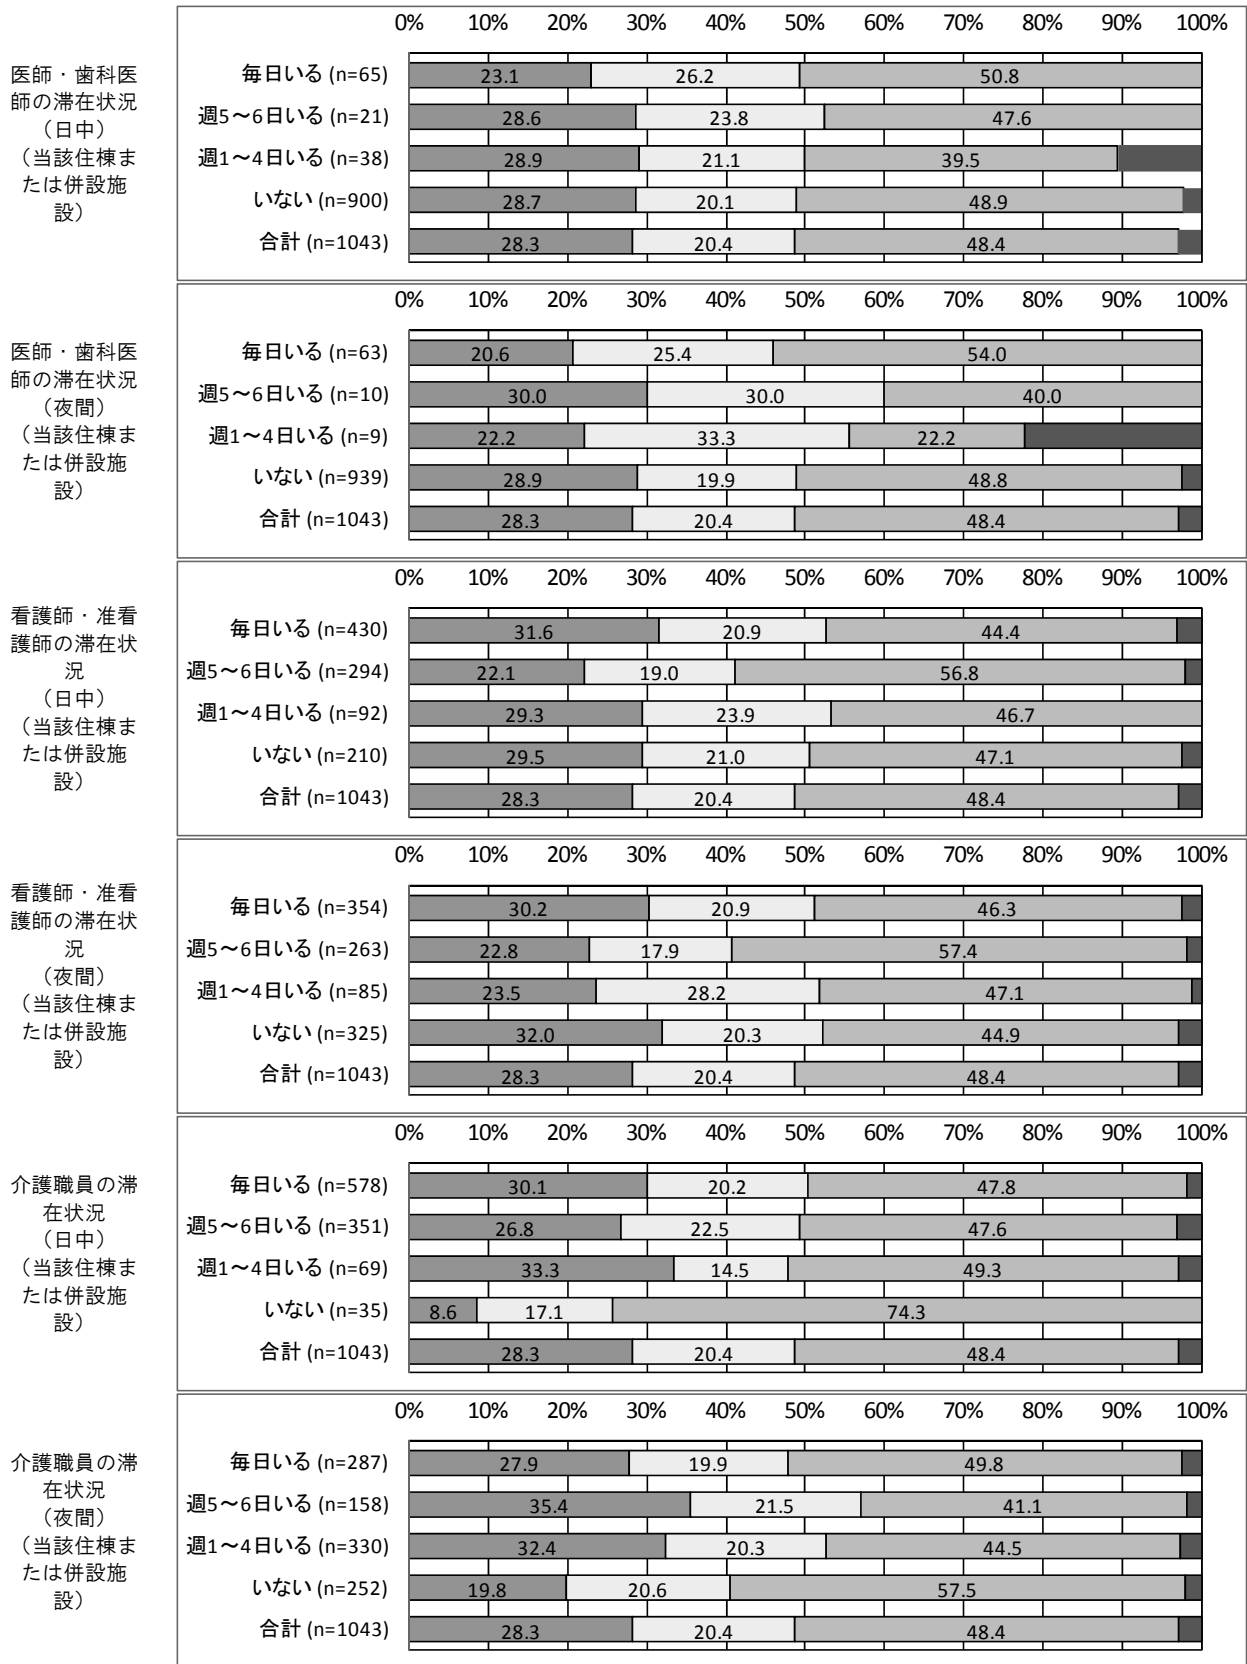 0% 10% 20% 30% 40% 50% 60% 70% 80% 90% 100%
医師・歯科医
師の滞在状況
（日中）
（当該住棟ま
たは併設施
設）
毎日いる (n=65) 23.1 26.2 50.8
週5～6日いる (n=21) 28.6 23.8 47.6
週1～4日いる (n=38) 28.9 21.1 39.5
いない (n=900) 28.7 20.1 48.9
合計 (n=1043) 28.3 20.4 48.4
0% 10% 20% 30% 40% 50% 60% 70% 80% 90% 100%
医師・歯科医
師の滞在状況
（夜間）
（当該住棟ま
たは併設施
設）
毎日いる (n=63) 20.6 25.4 54.0
週5～6日いる (n=10) 30.0 30.0 40.0
週1～4日いる (n=9) 22.2 33.3 22.2
いない (n=939) 28.9 19.9 48.8
合計 (n=1043) 28.3 20.4 48.4
0% 10% 20% 30% 40% 50% 60% 70% 80% 90% 100%
看護師・准看
護師の滞在状
況
（日中）
（当該住棟ま
たは併設施
設）
毎日いる (n=430) 31.6 20.9 44.4
週5～6日いる (n=294) 22.1 19.0 56.8
週1～4日いる (n=92) 29.3 23.9 46.7
いない (n=210) 29.5 21.0 47.1
合計 (n=1043) 28.3 20.4 48.4
0% 10% 20% 30% 40% 50% 60% 70% 80% 90% 100%
看護師・准看
護師の滞在状
況
（夜間）
（当該住棟ま
たは併設施
設）
毎日いる (n=354) 30.2 20.9 46.3
週5～6日いる (n=263) 22.8 17.9 57.4
週1～4日いる (n=85) 23.5 28.2 47.1
いない (n=325) 32.0 20.3 44.9
合計 (n=1043) 28.3 20.4 48.4
0% 10% 20% 30% 40% 50% 60% 70% 80% 90% 100%
介護職員の滞
在状況
（日中）
（当該住棟ま
たは併設施
設）
毎日いる (n=578) 30.1 20.2 47.8
週5～6日いる (n=351) 26.8 22.5 47.6
週1～4日いる (n=69) 33.3 14.5 49.3
いない (n=35) 8.6 17.1 74.3
合計 (n=1043) 28.3 20.4 48.4
0% 10% 20% 30% 40% 50% 60% 70% 80% 90% 100%
介護職員の滞
在状況
（夜間）
（当該住棟ま
たは併設施
設）
毎日いる (n=287) 27.9 19.9 49.8
週5～6日いる (n=158) 35.4 21.5 41.1
週1～4日いる (n=330) 32.4 20.3 44.5
いない (n=252) 19.8 20.6 57.5
合計 (n=1043) 28.3 20.4 48.4